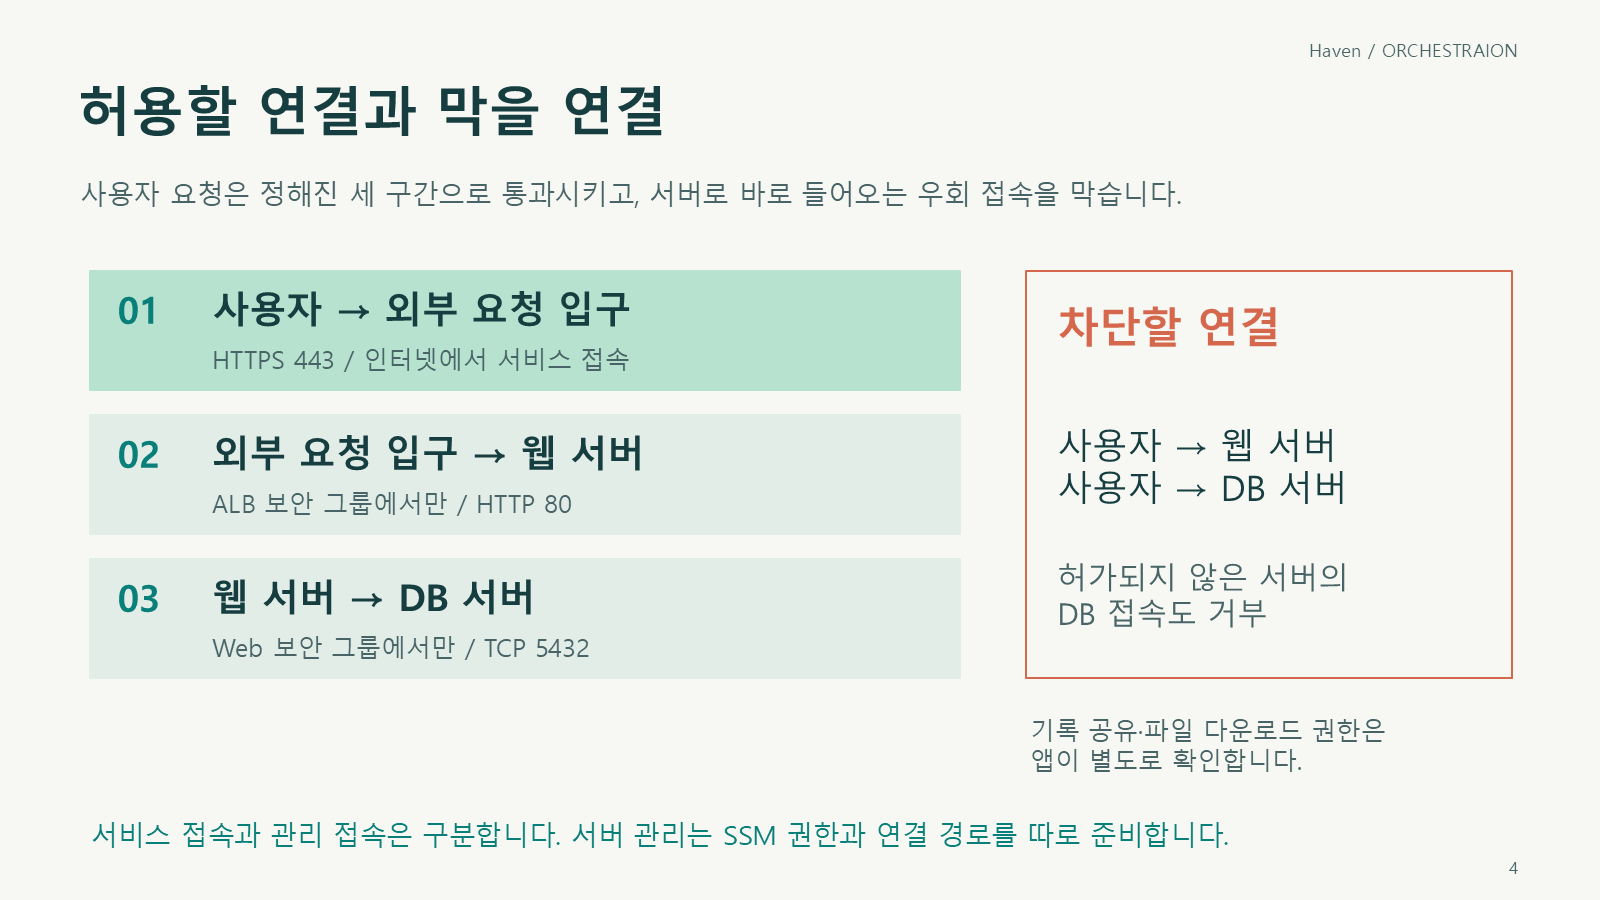 Haven / ORCHESTRAION
허용할 연결과 막을 연결
사용자 요청은 정해진 세 구간으로 통과시키고, 서버로 바로 들어오는 우회 접속을 막습니다.
01 사용자 → 외부 요청 입구
HTTPS 443 / 인터넷에서 서비스 접속
02 외부 요청 입구 → 웹 서버
ALB 보안 그룹에서만 / HTTP 80
03 웹 서버 → DB 서버
Web 보안 그룹에서만 / TCP 5432
차단할 연결
사용자 → 웹 서버
사용자 → DB 서버
허가되지 않은 서버의
DB 접속도 거부
기록 공유·파일 다운로드 권한은
앱이 별도로 확인합니다.
서비스 접속과 관리 접속은 구분합니다. 서버 관리는 SSM 권한과 연결 경로를 따로 준비합니다.
4